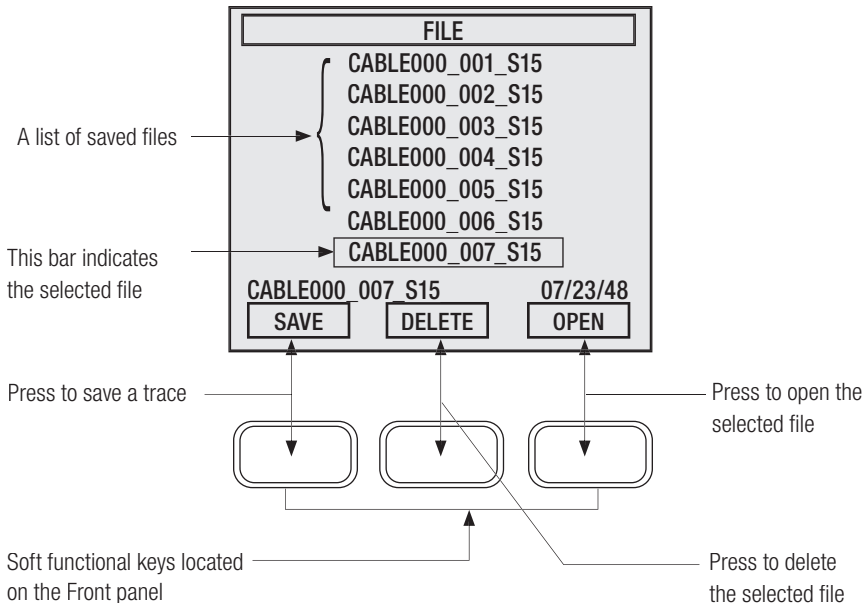 FILE
CABLE000_001_S15
CABLE000_002_S15
CABLE000_003_S15
A list of saved files
CABLE000_004_S15
CABLE000_005_S15
CABLE000_006_S15
This bar indicates
the selected file
CABLE000_007_S15
CABLE000_007_S15 07/23/48
SAVE DELETE OPEN
Press to save a trace
Press to open the
selected file
Soft functional keys located
on the Front panel
Press to delete
the selected file